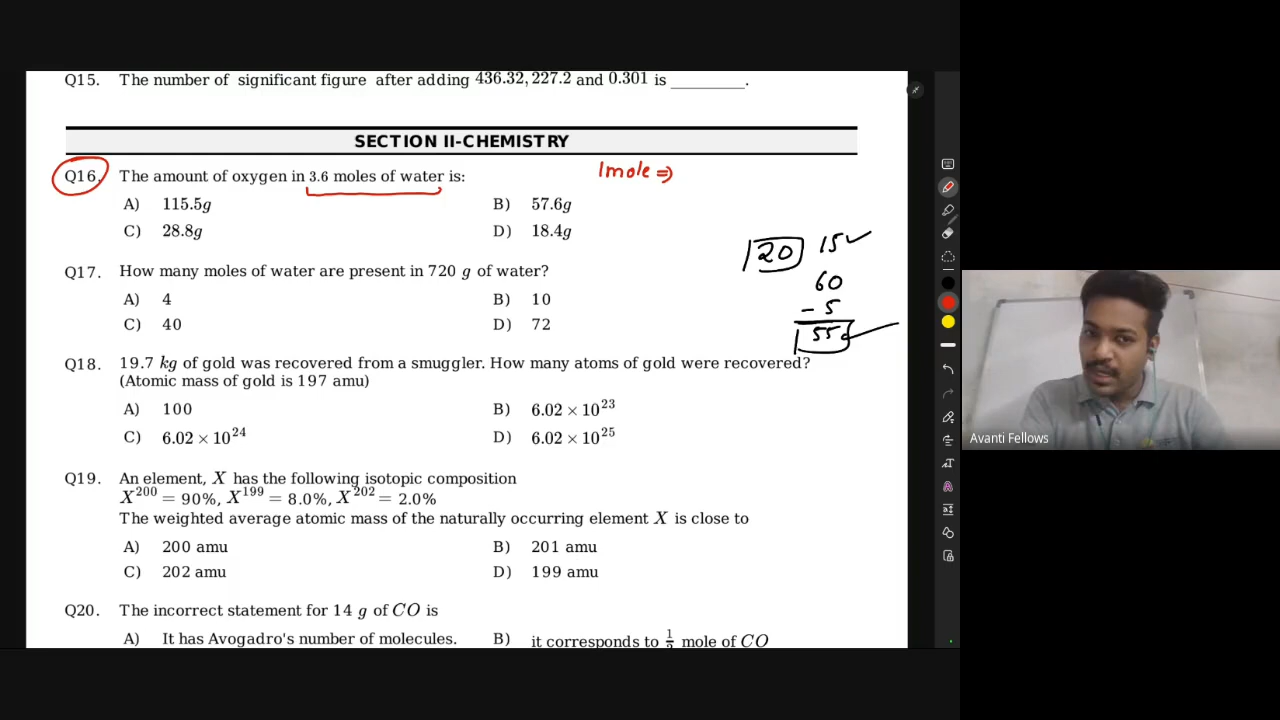 Q15. The number of significant figure after adding 436.32, 227.2 and 0.301 is ________.
SECTION II-CHEMISTRY
Q16. The amount of oxygen in 3.6 moles of water is:
1mole ⇒
A) 115.5g B) 57.6g
C) 28.8g D) 18.4g
20 15 ✓
60
- 5
55
Q17. How many moles of water are present in 720 g of water?
A) 4 B) 10
C) 40 D) 72
Q18. 19.7 kg of gold was recovered from a smuggler. How many atoms of gold were recovered?
(Atomic mass of gold is 197 amu)
A) 100 B) 6.02 × 10^23
C) 6.02 × 10^24 D) 6.02 × 10^25
Q19. An element, X has the following isotopic composition
X^200 = 90%, X^199 = 8.0%, X^202 = 2.0%
The weighted average atomic mass of the naturally occurring element X is close to
A) 200 amu B) 201 amu
C) 202 amu D) 199 amu
Q20. The incorrect statement for 14 g of CO is
A) It has Avogadro's number of molecules. B) it corresponds to 1/2 mole of CO
Avanti Fellows